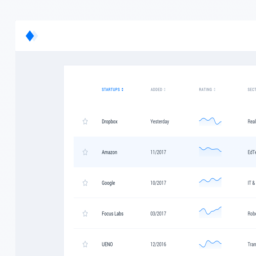 STARTUPS ADDED RATING
Dropbox Yesterday Real
Amazon 11/2017 EdTe
Google 10/2017 IT &
Focus Labs 03/2017 Robo
UENO 12/2016 Tran